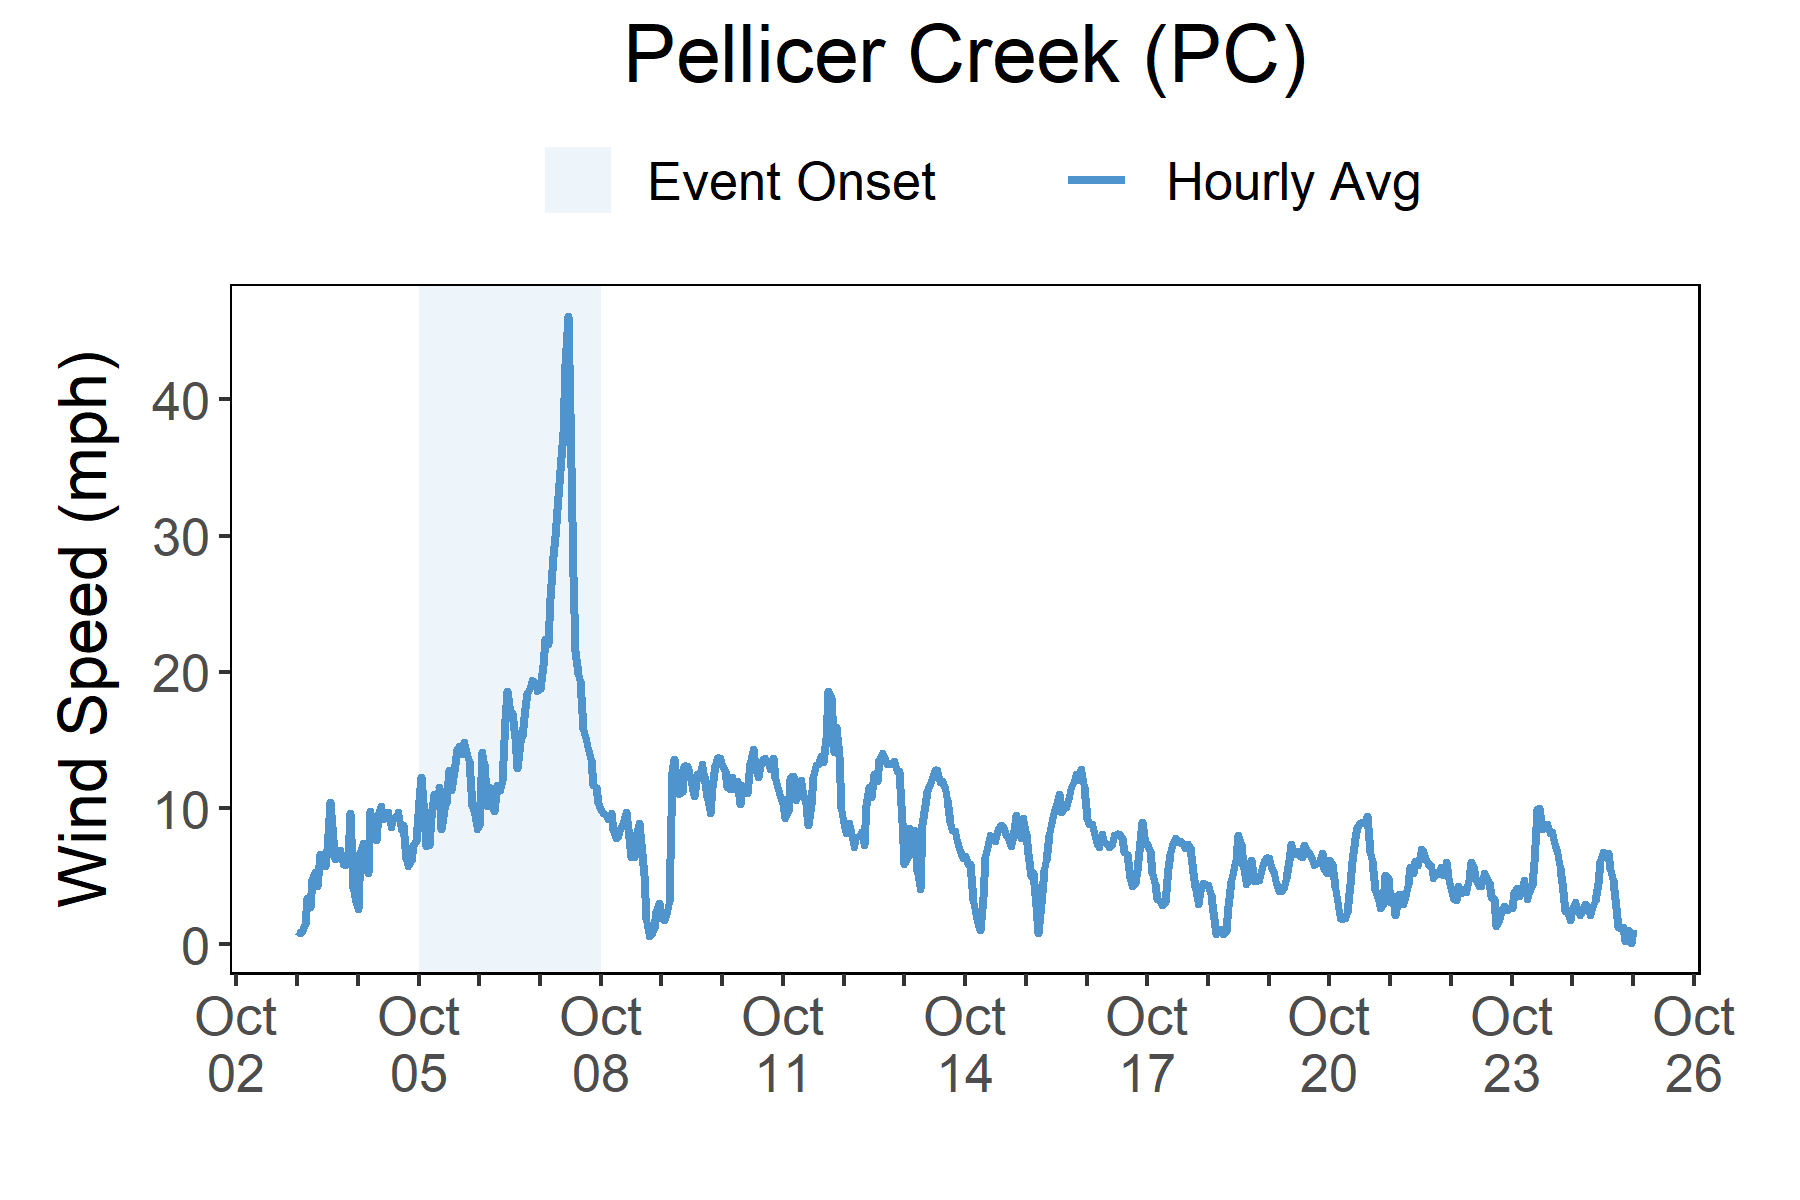 Pellicer Creek (PC)
Event Onset
Hourly Avg
Wind Speed (mph)
40
30
20
10
0
Oct 02
Oct 05
Oct 08
Oct 11
Oct 14
Oct 17
Oct 20
Oct 23
Oct 26